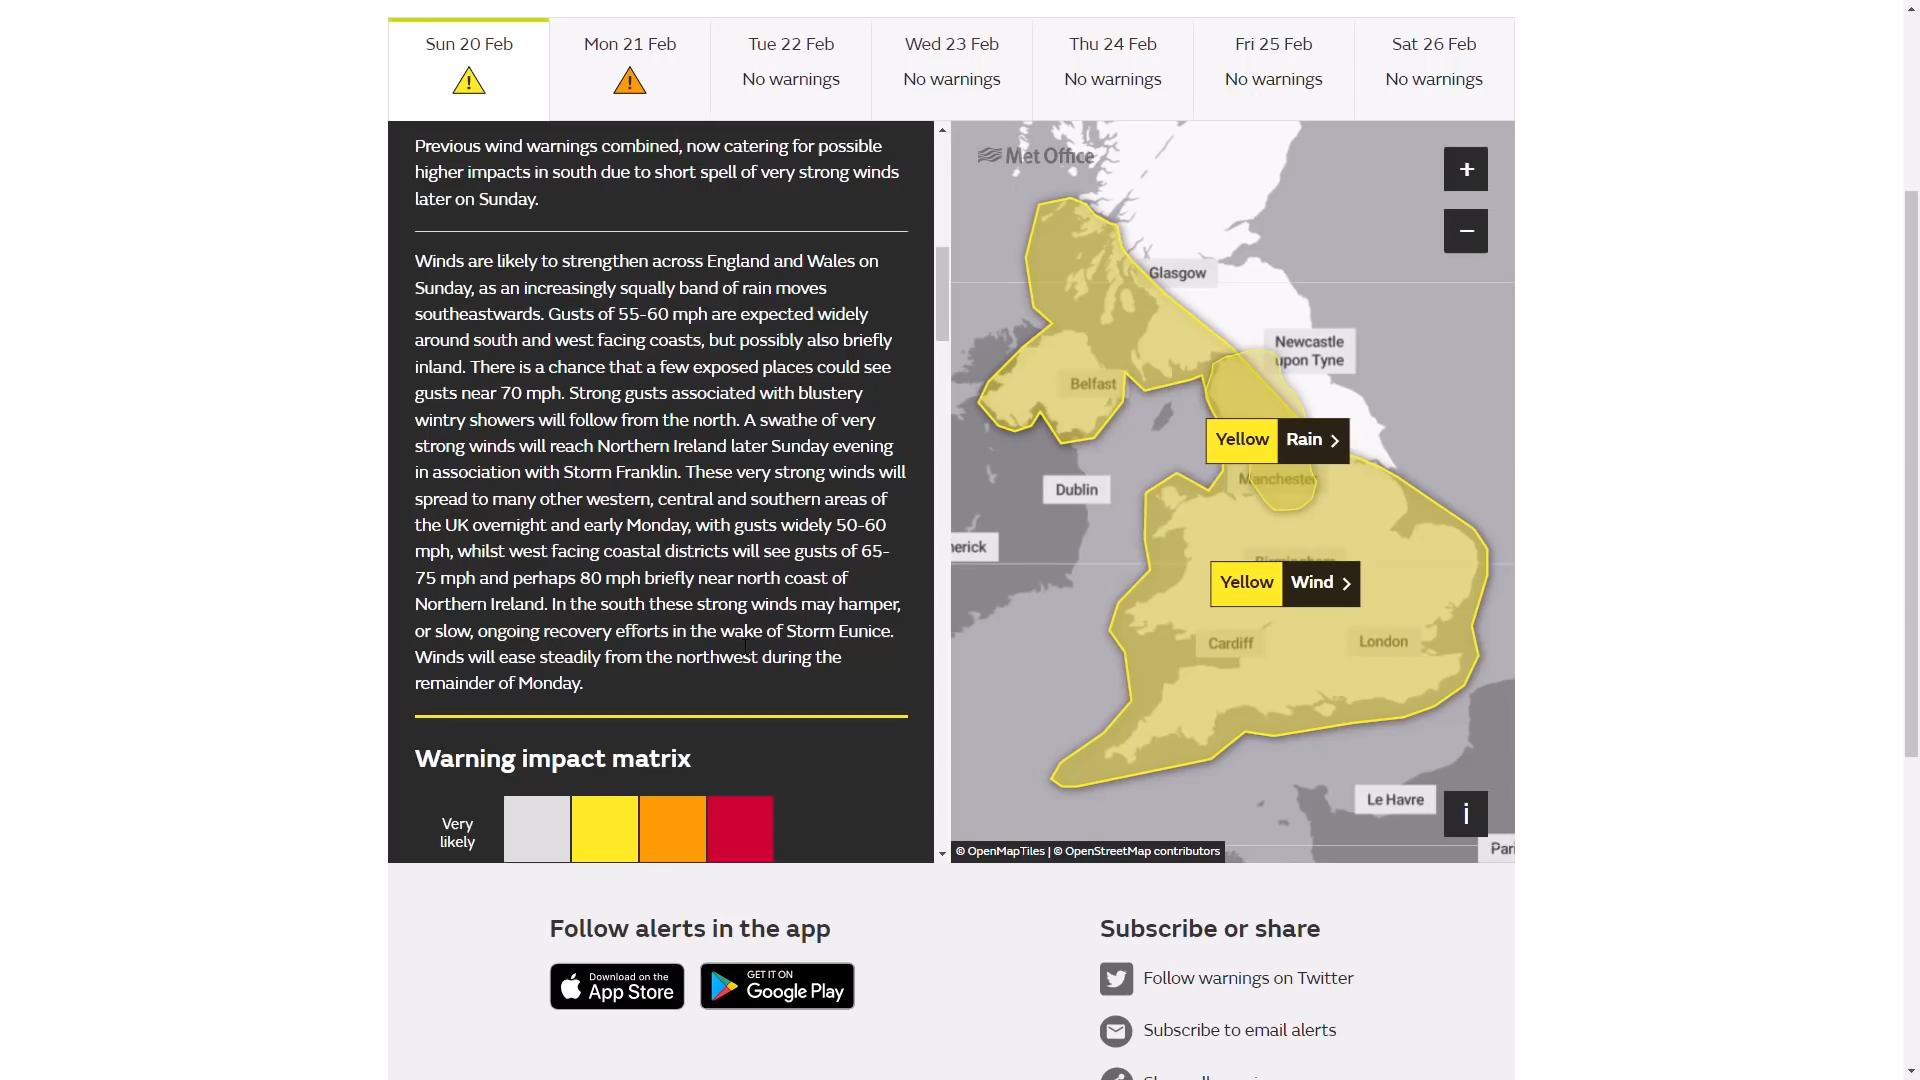 Sun 20 Feb
Mon 21 Feb
Tue 22 Feb
No warnings
Wed 23 Feb
No warnings
Thu 24 Feb
No warnings
Fri 25 Feb
No warnings
Sat 26 Feb
No warnings
Previous wind warnings combined, now catering for possible
higher impacts in south due to short spell of very strong winds
later on Sunday.
Winds are likely to strengthen across England and Wales on
Sunday, as an increasingly squally band of rain moves
southeastwards. Gusts of 55-60 mph are expected widely
around south and west facing coasts, but possibly also briefly
inland. There is a chance that a few exposed places could see
gusts near 70 mph. Strong gusts associated with blustery
wintry showers will follow from the north. A swathe of very
strong winds will reach Northern Ireland later Sunday evening
in association with Storm Franklin. These very strong winds will
spread to many other western, central and southern areas of
the UK overnight and early Monday, with gusts widely 50-60
mph, whilst west facing coastal districts will see gusts of 65-
75 mph and perhaps 80 mph briefly near north coast of
Northern Ireland. In the south these strong winds may hamper,
or slow, ongoing recovery efforts in the wake of Storm Eunice.
Winds will ease steadily from the northwest during the
remainder of Monday.
Warning impact matrix
Very
likely
Met Office
+
−
Glasgow
Newcastle
upon Tyne
Belfast
Yellow Rain
Manchester
Dublin
erick
Birmingham
Yellow Wind
Cardiff
London
Le Havre
i
Pari
© OpenMapTiles | © OpenStreetMap contributors
Follow alerts in the app
Download on the
App Store
GET IT ON
Google Play
Subscribe or share
Follow warnings on Twitter
Subscribe to email alerts